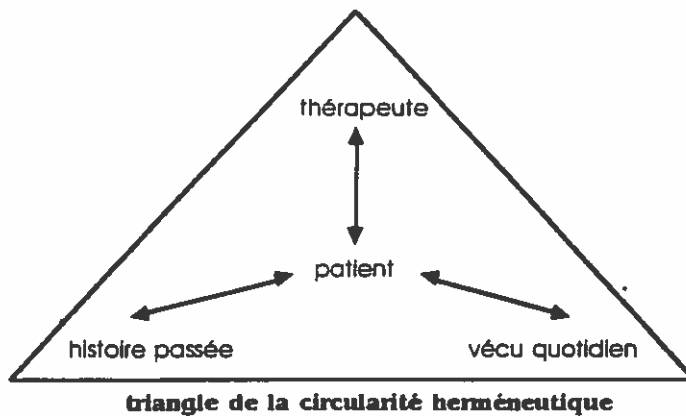 thérapeute
patient
histoire passée vécu quotidien
triangle de la circularité herméneutique